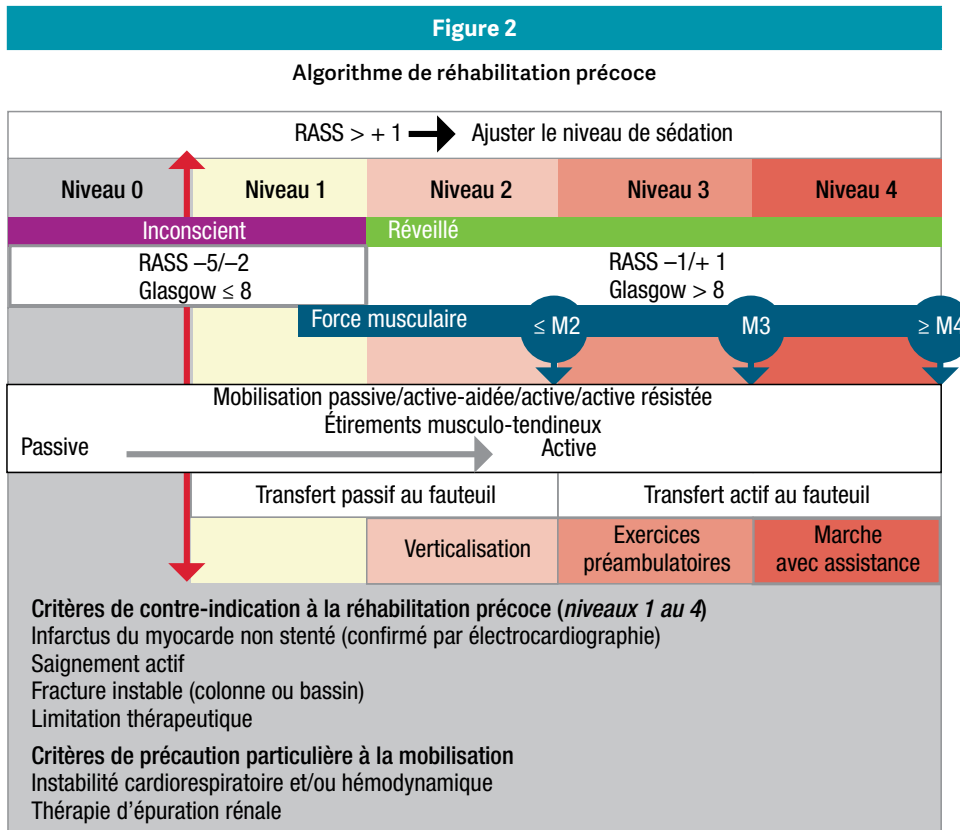 Figure 2
Algorithme de réhabilitation précoce
RASS > + 1 Ajuster le niveau de sédation
Niveau 0 Niveau 1 Niveau 2 Niveau 3 Niveau 4
Inconscient Réveillé
RASS –5/–2 RASS –1/+ 1
Glasgow ≤ 8 Glasgow > 8
Force musculaire ≤ M2 M3 ≥ M4
Mobilisation passive/active-aidée/active/active résistée
Étirements musculo-tendineux
Passive Active
Transfert passif au fauteuil Transfert actif au fauteuil
Verticalisation Exercices préambulatoires Marche avec assistance
Critères de contre-indication à la réhabilitation précoce (niveaux 1 au 4)
Infarctus du myocarde non stenté (confirmé par électrocardiographie)
Saignement actif
Fracture instable (colonne ou bassin)
Limitation thérapeutique
Critères de précaution particulière à la mobilisation
Instabilité cardiorespiratoire et/ou hémodynamique
Thérapie d'épuration rénale